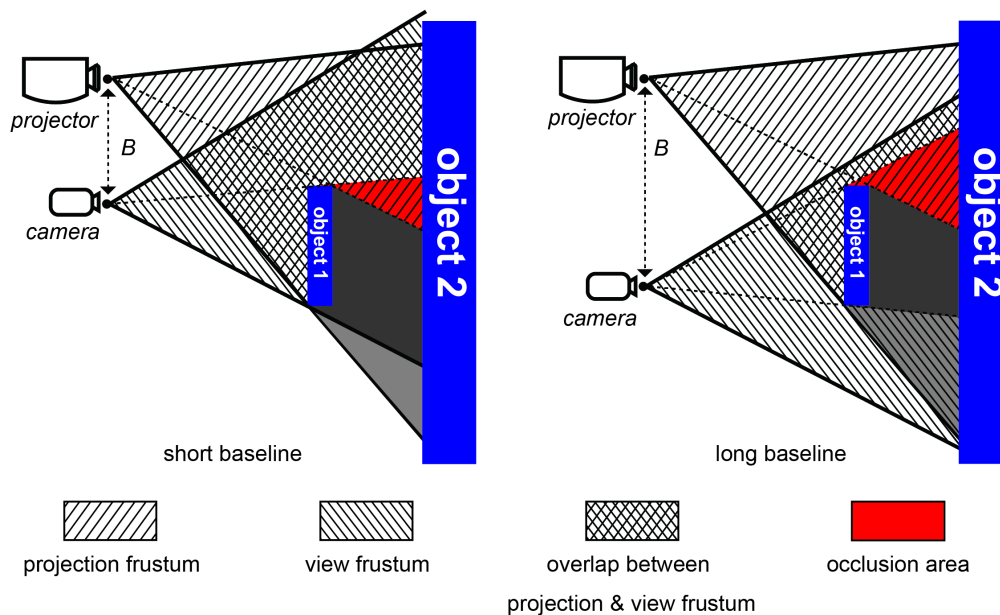 projector
B
camera
object 1
object 2
short baseline
projector
B
camera
object 1
object 2
long baseline
projection frustum
view frustum
overlap between
projection & view frustum
occlusion area